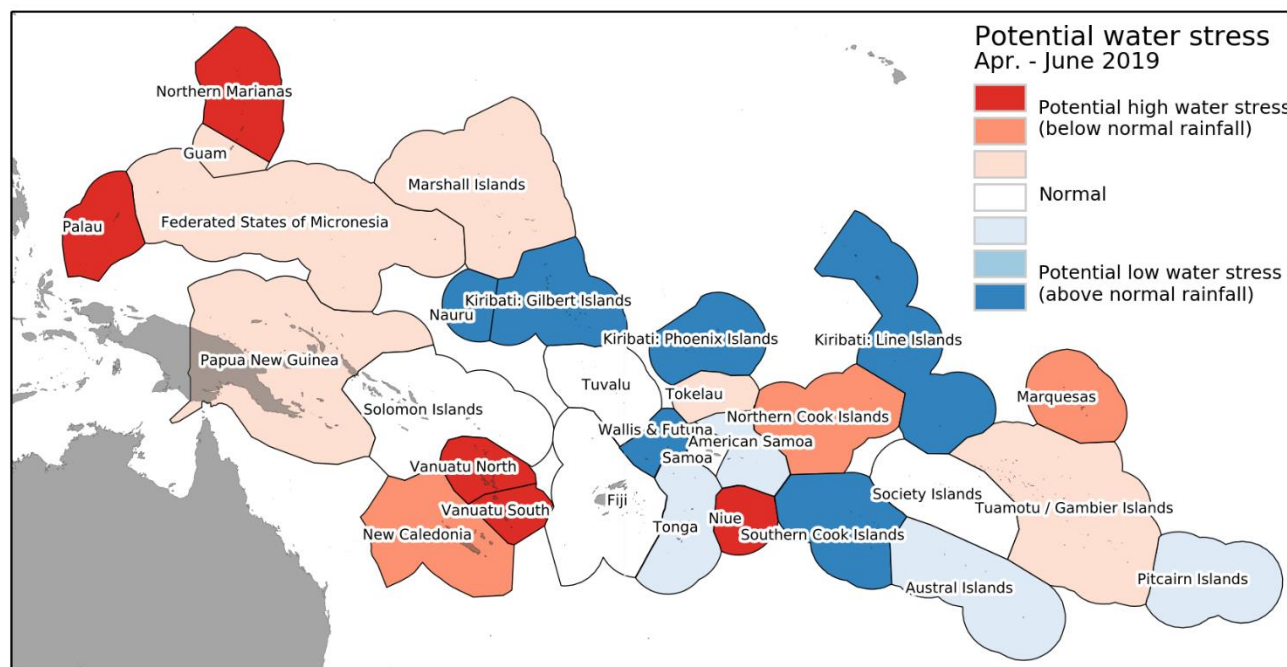 Potential water stress
Apr. - June 2019
Potential high water stress
(below normal rainfall)
Normal
Potential low water stress
(above normal rainfall)
Northern Marianas
Guam
Marshall Islands
Federated States of Micronesia
Palau
Kiribati: Gilbert Islands
Nauru
Kiribati: Phoenix Islands
Kiribati: Line Islands
Papua New Guinea
Tuvalu
Tokelau
Marquesas
Solomon Islands
Northern Cook Islands
Wallis & Futuna
American Samoa
Samoa
Vanuatu North
Society Islands
Vanuatu South
Fiji
Tuamotu / Gambier Islands
Niue
Tonga
New Caledonia
Southern Cook Islands
Pitcairn Islands
Austral Islands